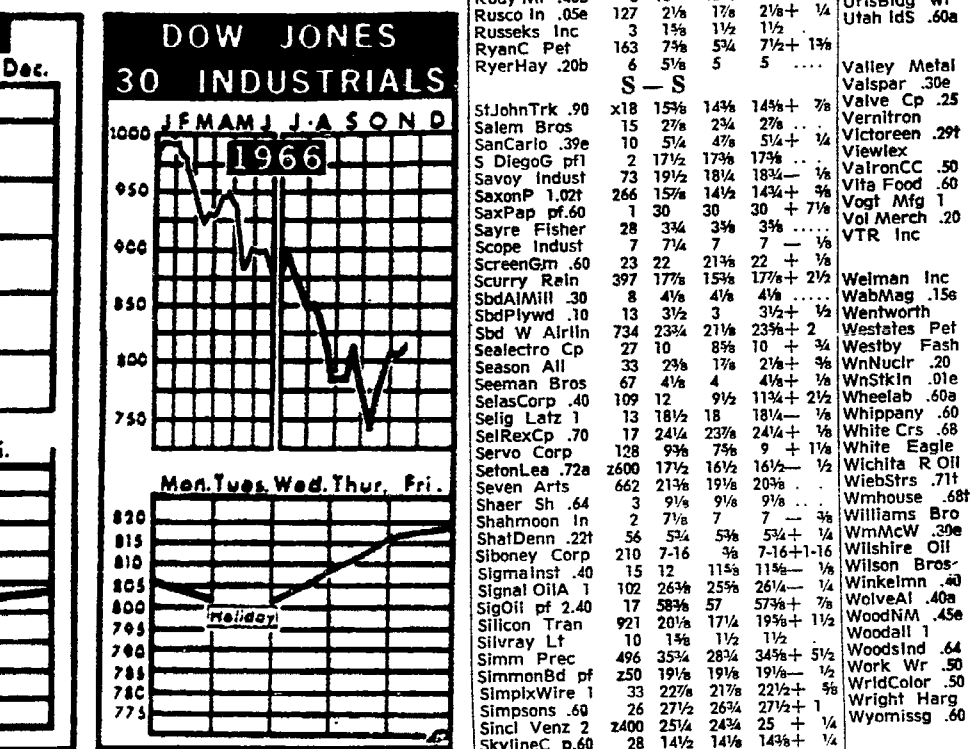 Dec.
DOW JONES
30 INDUSTRIALS
J F M A M J J A S O N D
1966
1000
950
900
850
800
750
Mon. Tues. Wed. Thur. Fri.
820
815
810
805
800
795
790
785
780
775
Holiday
Rusco In .05e 127 2⅛ 1⅞ 2⅛+ ¼
Russeks Inc 3 1⅝ 1½ 1½
RyanC Pet 163 7⅝ 5¾ 7½+ 1⅜
RyerHay .20b 6 5⅛ 5 5 ....
S — S
StJohnTrk .90 x18 15⅜ 14⅜ 14⅝+ ⅞
Salem Bros 15 2⅞ 2¾ 2⅞ ...
SanCarlo .39e 10 5¼ 4⅞ 5¼+ ¼
S DiegoG pf1 2 17½ 17⅜ 17⅜ ...
Savoy Indust 73 19½ 18¼ 18¾— ⅛
SaxonP 1.02t 266 15⅞ 14½ 14¾+ ⅝
SaxPap pf.60 1 30 30 30 + 7⅛
Sayre Fisher 28 3¾ 3⅝ 3⅝ .....
Scope Indust 7 7¼ 7 7 — ⅛
ScreenGm .60 23 22 21⅜ 22 + ⅛
Scurry Rain 397 17⅞ 15⅜ 17⅞+ 2½
SbdAlMill .30 8 4⅛ 4⅛ 4⅛ .....
SbdPlywd .10 13 3½ 3 3½+ ½
Sbd W Airlin 734 23¾ 21⅛ 23⅝+ 2
Sealectro Cp 27 10 8⅝ 10 + ¾
Season All 33 2⅜ 1⅞ 2⅛+ ⅜
Seeman Bros 67 4⅛ 4 4⅛+ ⅛
SelasCorp .40 109 12 9½ 11¾+ 2½
Selig Latz 1 13 18½ 18 18¼— ⅛
SelRexCp .70 17 24¼ 23⅞ 24¼+ ⅛
Servo Corp 128 9⅜ 7⅝ 9 + 1⅛
SetonLea .72a z600 17½ 16½ 16½— ½
Seven Arts 662 21⅜ 19⅛ 20⅜ . .
Shaer Sh .64 3 9⅛ 9⅛ 9⅛ . .
Shahmoon In 2 7⅛ 7 7 — ⅜
ShatDenn .22t 56 5¾ 5⅜ 5¾+ ¼
Siboney Corp 210 7-16 ⅜ 7-16+1-16
SigmaInst .40 15 12 11⅝ 11⅝— ⅛
Signal OilA 1 102 26⅜ 25⅝ 26¼— ¼
SigOil pf 2.40 17 58⅜ 57 57⅜+ ⅞
Silicon Tran 921 20⅛ 17¼ 19⅝+ 1½
Silvray Lt 10 1⅝ 1½ 1½ .
Simm Prec 496 35¾ 28¾ 34⅝+ 5½
SimmonBd pf z50 19⅛ 19⅛ 19⅛— ½
SimplxWire 1 33 22⅞ 21⅞ 22½+ ⅝
Simpsons .60 26 27½ 26¾ 27½+ 1
Sincl Venz 2 z400 25¼ 24¾ 25 + ¼
SkylineC p.60 28 14½ 14⅛ 14⅜+ ¼
Utah IdS .60a
Valley Metal
Valspar .30e
Valve Cp .25
Vernitron
Victoreen .29t
Viewlex
VaironCC .50
Vita Food .60
Vogt Mfg 1
Vol Merch .20
VTR Inc
Weiman Inc
WabMag .15e
Wentworth
Westates Pet
Westby Fash
WnNuclr .20
WnStkIn .01e
Wheelab .60a
Whippany .60
White Crs .68
White Eagle
Wichita R Oil
WiebStrs .71t
Wmhouse .68t
Williams Bro
WmMcW .30e
Wilshire Oil
Wilson Bros
Winkelmn .40
WolveAl .40a
WoodNM .45e
Woodall 1
WoodsInd .64
Work Wr .50
WrldColor .50
Wright Harg
Wyomissg .60